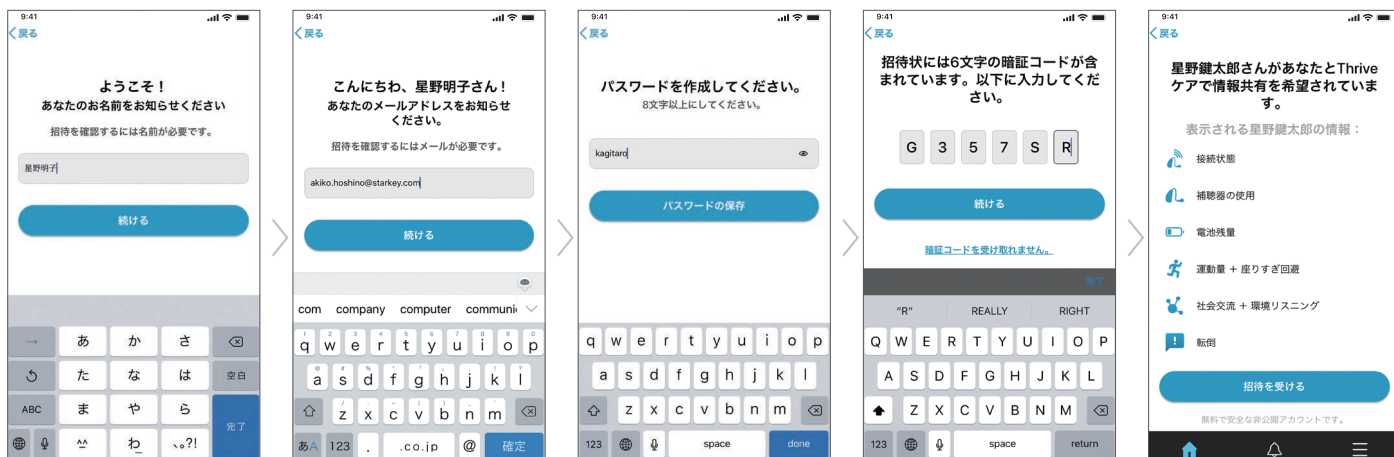 9:41
戻る
ようこそ！
あなたのお名前をお知らせください
招待を確認するには名前が必要です。
星野明子
続ける
→ あ か さ
た な は 空白
ABC ま や ら
^^ わ_ 、。?! 完了
9:41
戻る
こんにちわ、星野明子さん！
あなたのメールアドレスをお知らせ
ください。
招待を確認するにはメールが必要です。
akiko.hoshino@starkey.com
続ける
com company computer communi
1 2 3 4 5 6 7 8 9 0
q w e r t y u i o p
a s d f g h j k l
z x c v b n m
あA 123 . .co.jp @ 確定
9:41
戻る
パスワードを作成してください。
8文字以上にしてください。
kagitaro
パスワードの保存
q w e r t y u i o p
a s d f g h j k l
z x c v b n m
123 space done
9:41
戻る
招待状には6文字の暗証コードが含
まれています。以下に入力してくだ
さい。
G 3 5 7 S R
続ける
暗証コードを受け取れません。
完了
“R” REALLY RIGHT
Q W E R T Y U I O P
A S D F G H J K L
Z X C V B N M
123 space return
9:41
戻る
星野鍵太郎さんがあなたとThrive
ケアで情報共有を希望されていま
す。
表示される星野鍵太郎の情報：
接続状態
補聴器の使用
電池残量
運動量 + 座りすぎ回避
社会交流 + 環境リスニング
転倒
招待を受ける
無料で安全な非公開アカウントです。